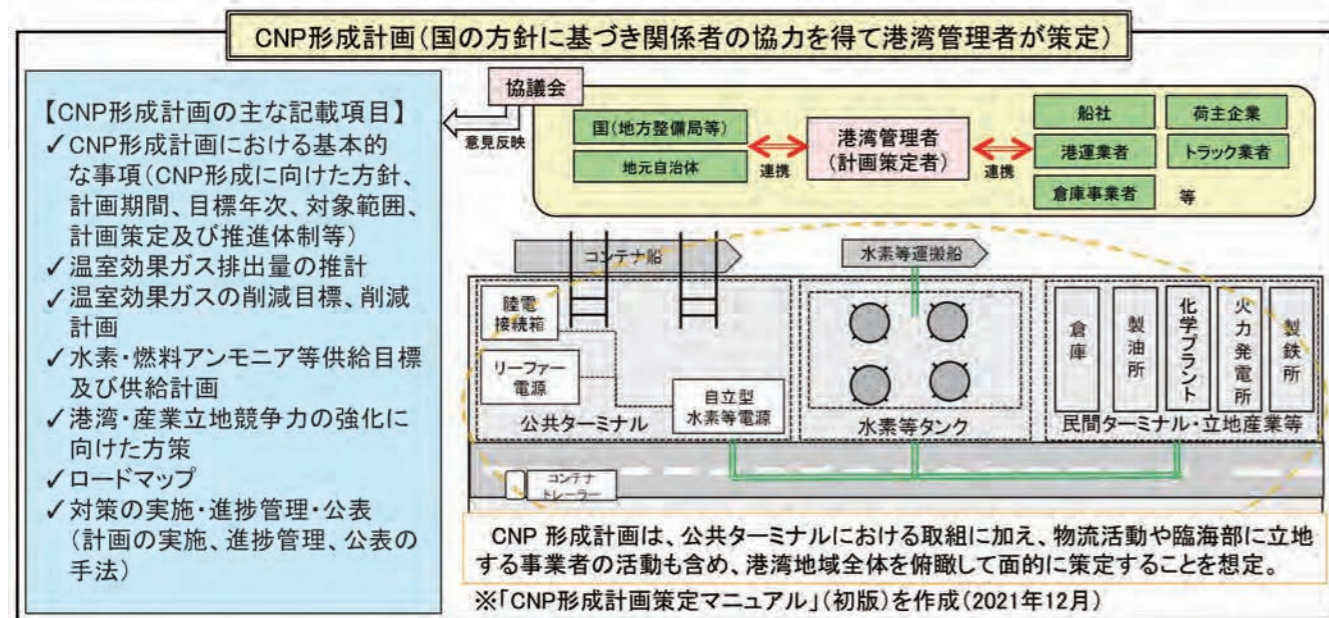 CNP形成計画(国の方針に基づき関係者の協力を得て港湾管理者が策定)
【CNP形成計画の主な記載項目】
✓CNP形成計画における基本的
な事項(CNP形成に向けた方針、
計画期間、目標年次、対象範囲、
計画策定及び推進体制等)
✓温室効果ガス排出量の推計
✓温室効果ガスの削減目標、削減
計画
✓水素・燃料アンモニア等供給目標
及び供給計画
✓港湾・産業立地競争力の強化に
向けた方策
✓ロードマップ
✓対策の実施・進捗管理・公表
(計画の実施、進捗管理、公表の
手法)
協議会
意見反映
国(地方整備局等)
地元自治体
連携
港湾管理者
(計画策定者)
連携
船社
荷主企業
港運業者
トラック業者
倉庫事業者
等
コンテナ船
水素等運搬船
陸電
接続箱
リーファー
電源
自立型
水素等電源
公共ターミナル
水素等タンク
倉庫
製油所
化学プラント
火力発電所
製鉄所
民間ターミナル・立地産業等
コンテナ
トレーラー
CNP 形成計画は、公共ターミナルにおける取組に加え、物流活動や臨海部に立地
する事業者の活動も含め、港湾地域全体を俯瞰して面的に策定することを想定。
※「CNP形成計画策定マニュアル」(初版)を作成(2021年12月)